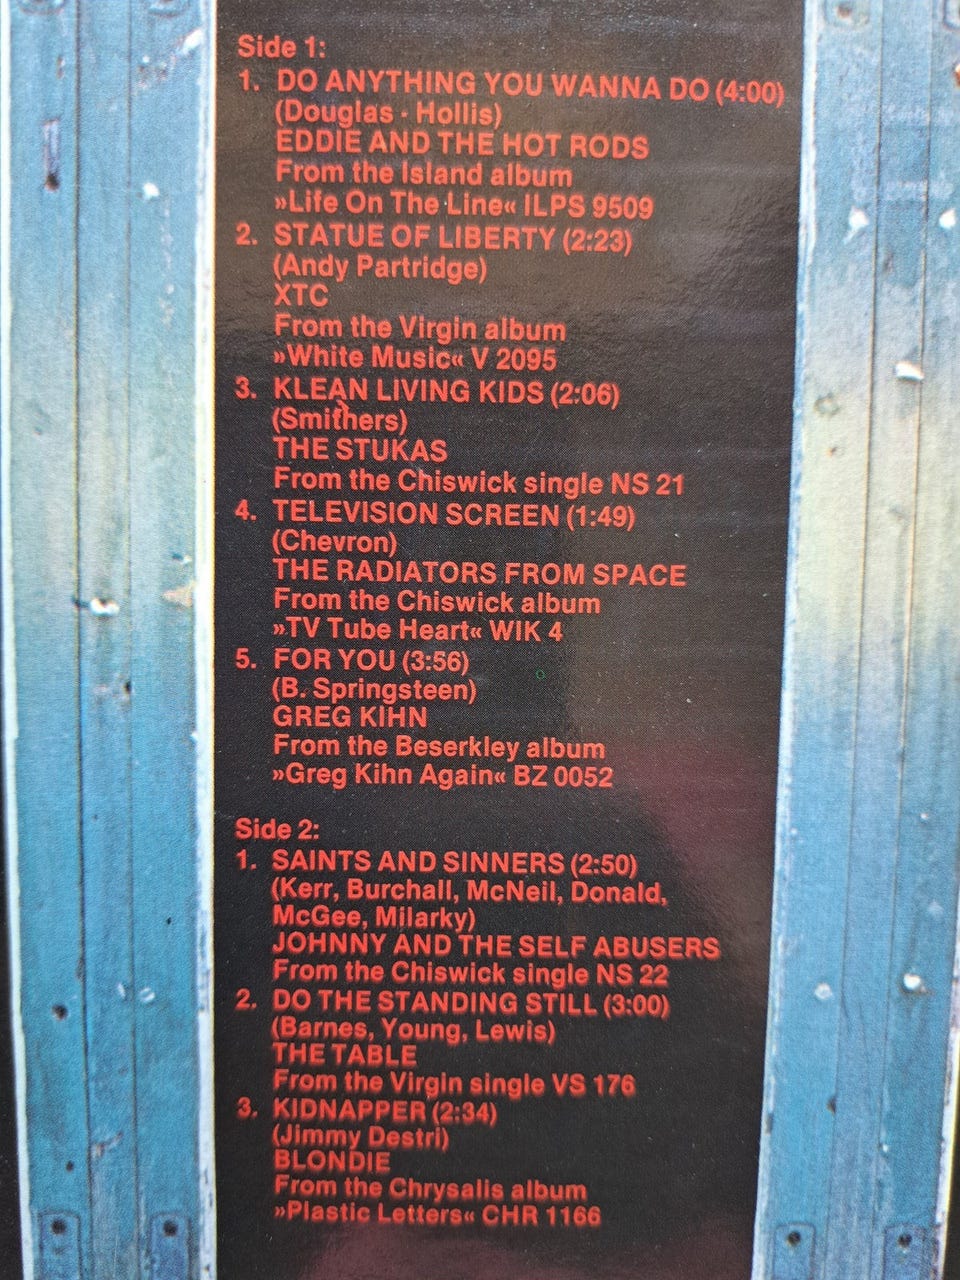 Side 1:
1. DO ANYTHING YOU WANNA DO (4:00)
(Douglas - Hollis)
EDDIE AND THE HOT RODS
From the Island album
»Life On The Line« ILPS 9509
2. STATUE OF LIBERTY (2:23)
(Andy Partridge)
XTC
From the Virgin album
»White Music« V 2095
3. KLEAN LIVING KIDS (2:06)
(Smithers)
THE STUKAS
From the Chiswick single NS 21
4. TELEVISION SCREEN (1:49)
(Chevron)
THE RADIATORS FROM SPACE
From the Chiswick album
»TV Tube Heart« WIK 4
5. FOR YOU (3:56)
(B. Springsteen)
GREG KIHN
From the Beserkley album
»Greg Kihn Again« BZ 0052
Side 2:
1. SAINTS AND SINNERS (2:50)
(Kerr, Burchall, McNeil, Donald,
McGee, Milarky)
JOHNNY AND THE SELF ABUSERS
From the Chiswick single NS 22
2. DO THE STANDING STILL (3:00)
(Barnes, Young, Lewis)
THE TABLE
From the Virgin single VS 176
3. KIDNAPPER (2:34)
(Jimmy Destri)
BLONDIE
From the Chrysalis album
»Plastic Letters« CHR 1166